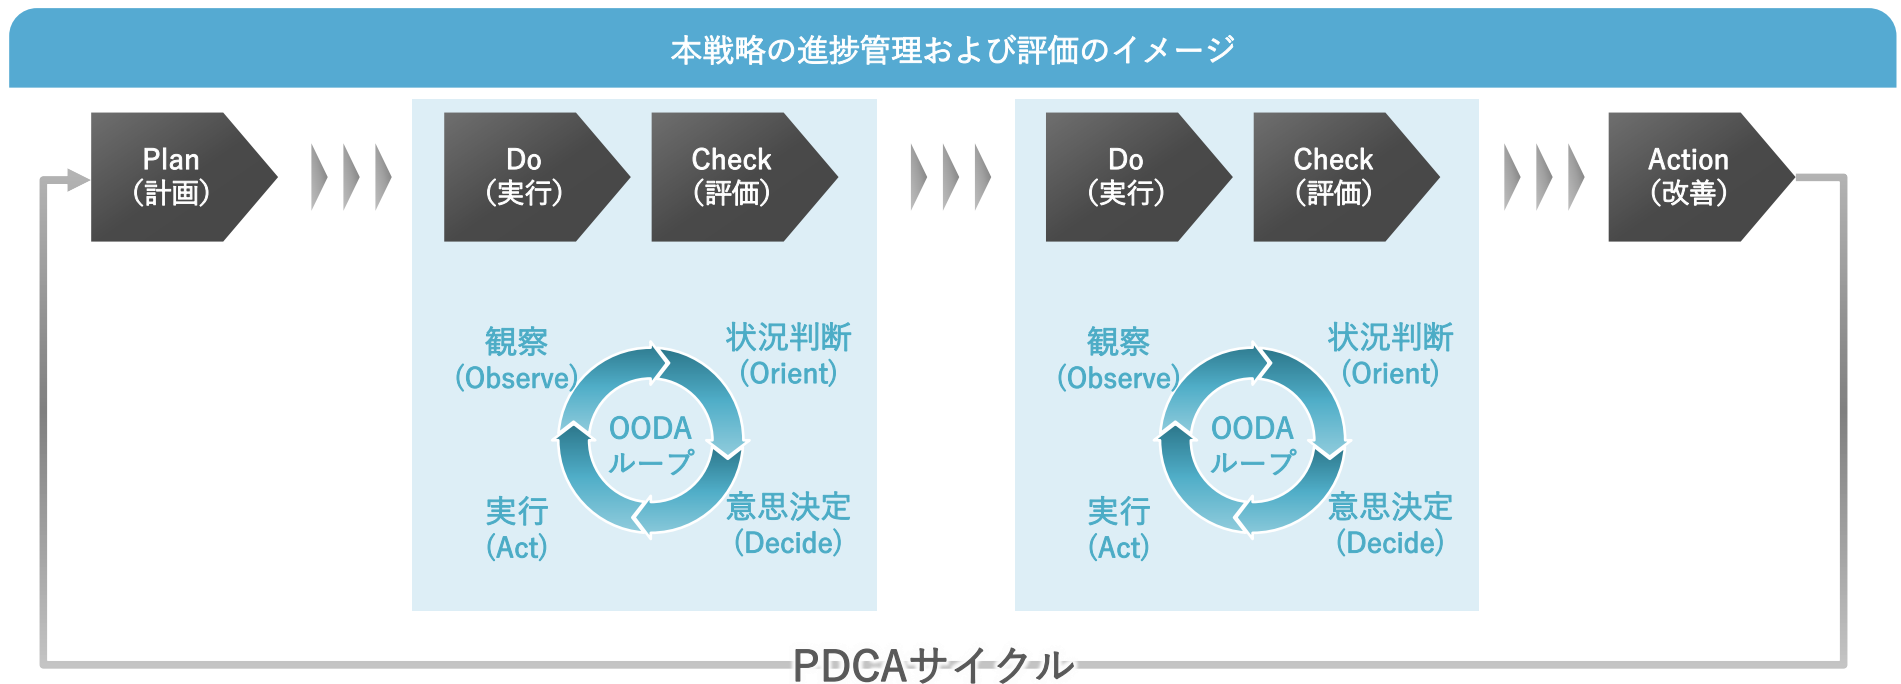 本戦略の進捗管理および評価のイメージ
Plan
（計画）
Do
（実行）
Check
（評価）
Do
（実行）
Check
（評価）
Action
（改善）
観察
(Observe)
状況判断
(Orient)
OODA
ループ
実行
(Act)
意思決定
(Decide)
観察
(Observe)
状況判断
(Orient)
OODA
ループ
実行
(Act)
意思決定
(Decide)
PDCAサイクル